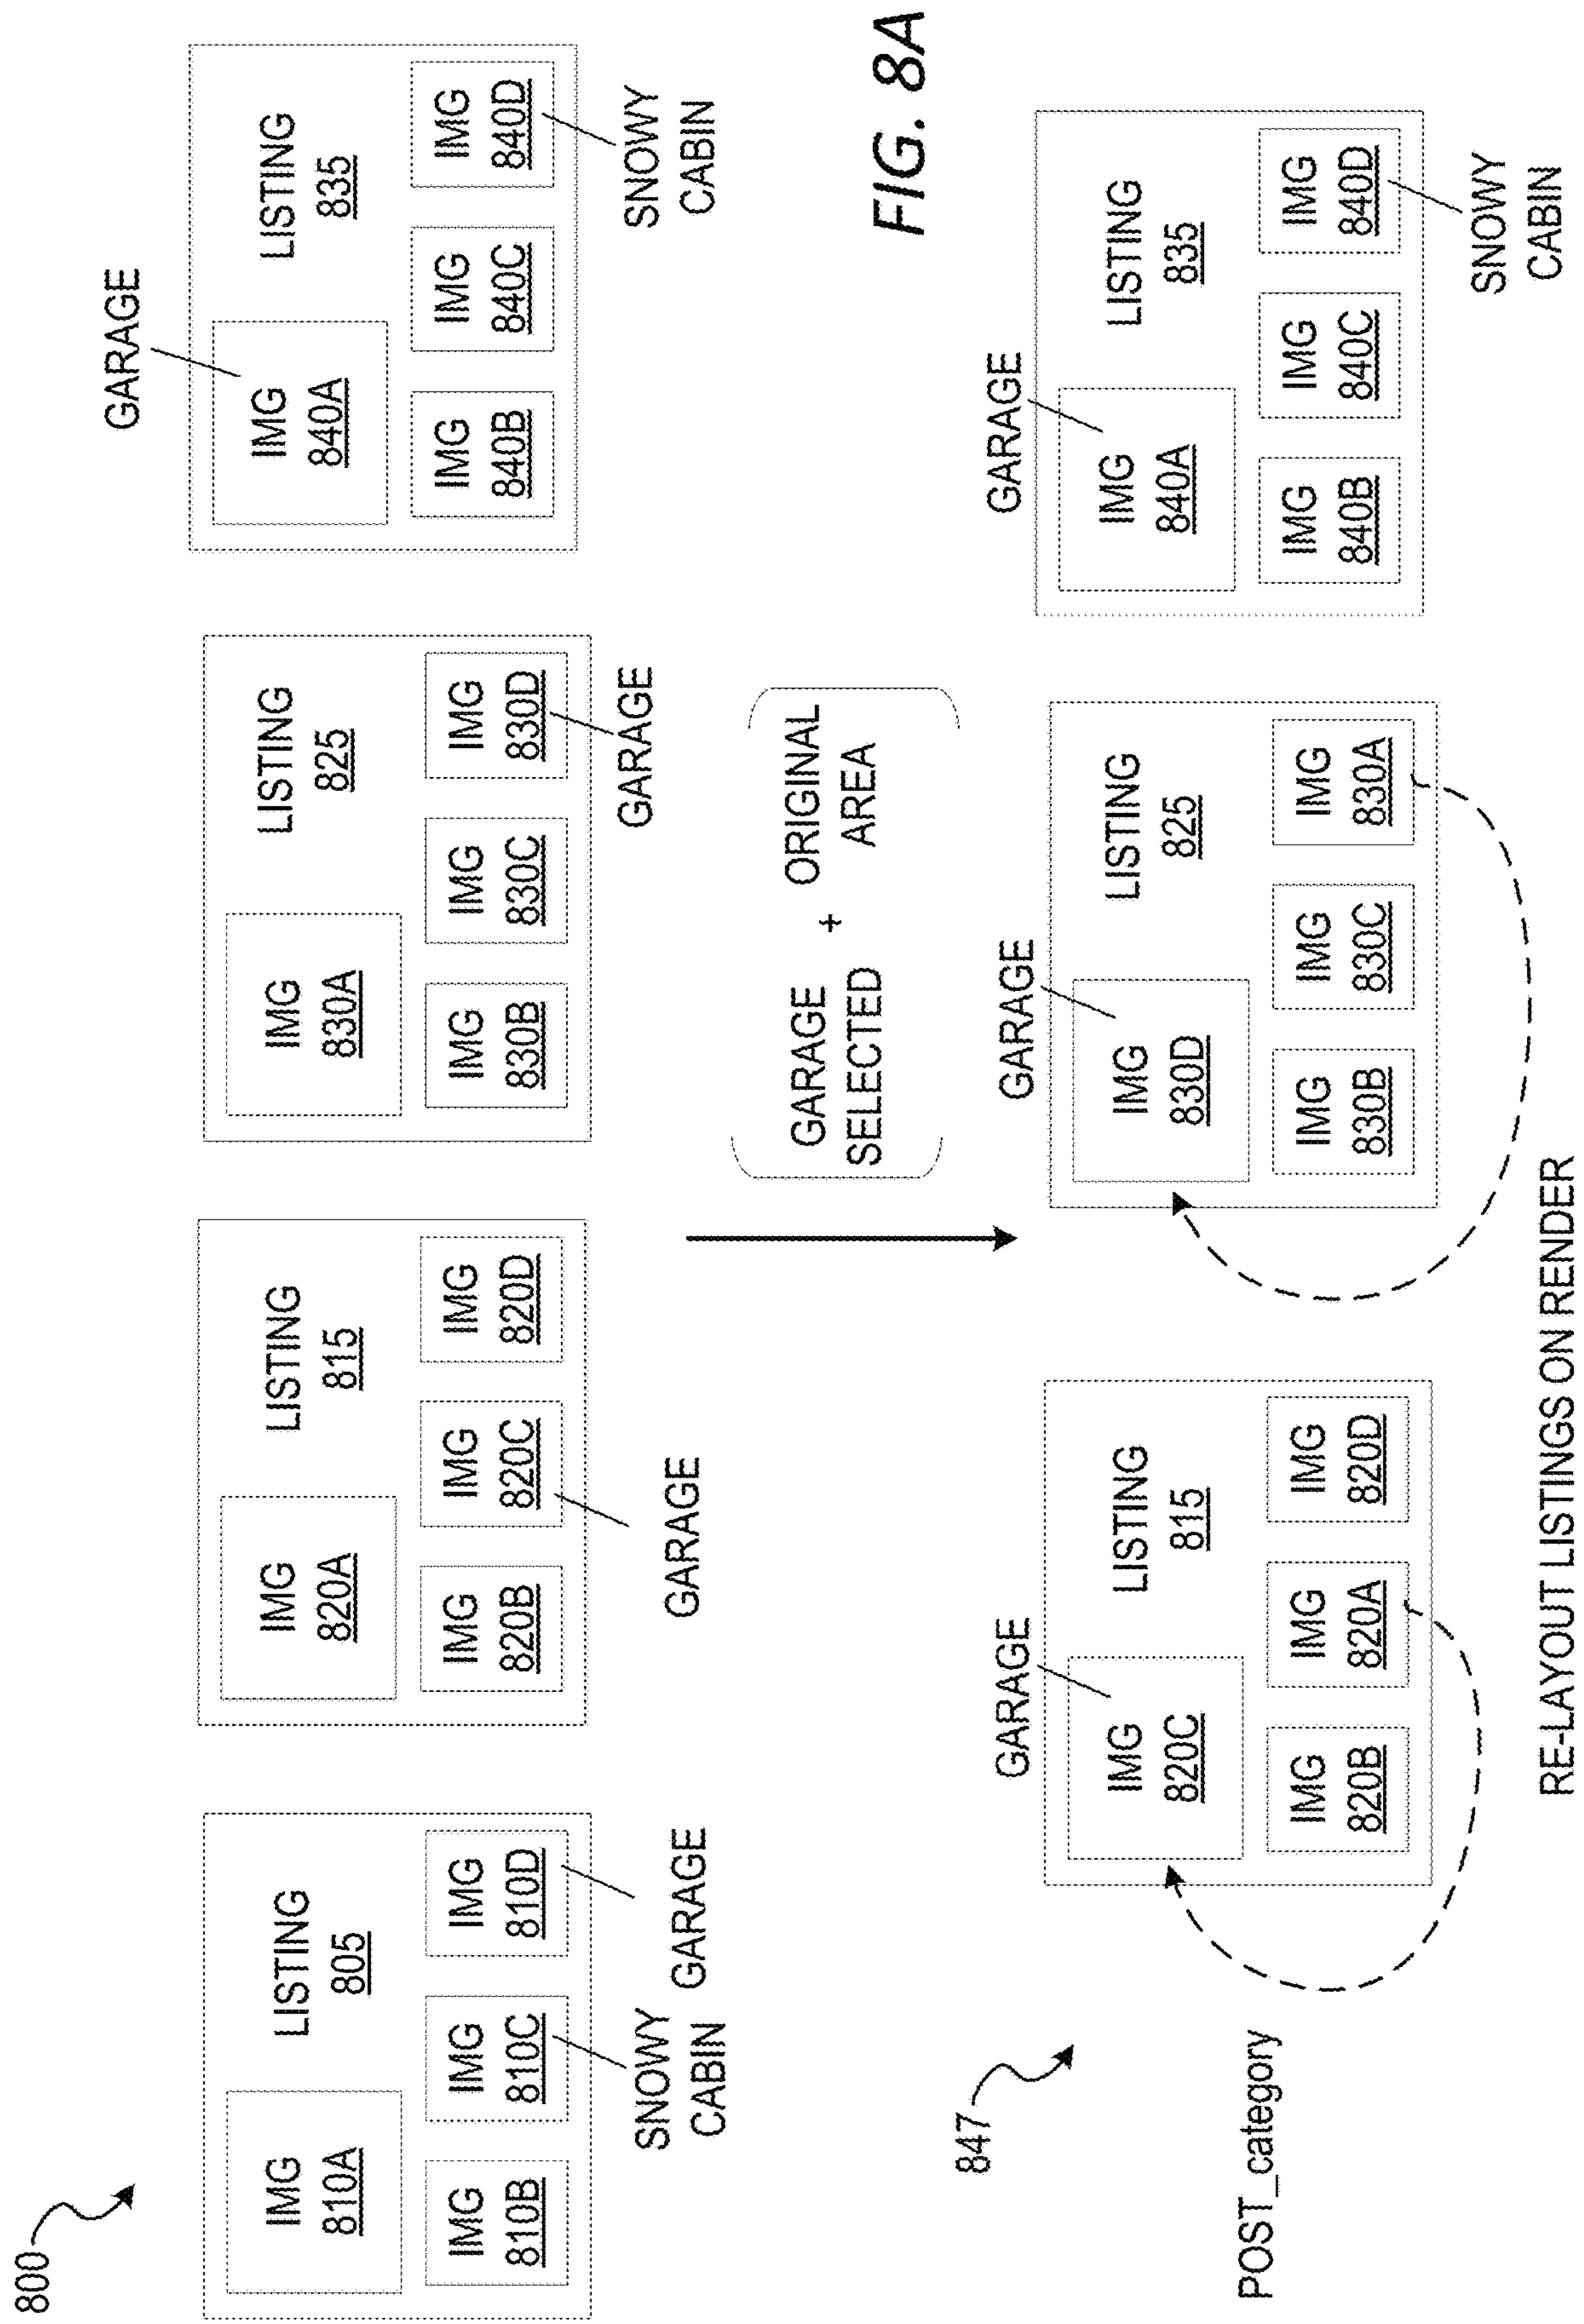 800
LISTING
805
IMG
810A
IMG
810B
IMG
810C
IMG
810D
SNOWY
CABIN
GARAGE
LISTING
815
IMG
820A
IMG
820B
IMG
820C
IMG
820D
GARAGE
LISTING
825
IMG
830A
IMG
830B
IMG
830C
IMG
830D
GARAGE
GARAGE
LISTING
835
IMG
840A
IMG
840B
IMG
840C
IMG
840D
SNOWY
CABIN
GARAGE
SELECTED
+
ORIGINAL
AREA
FIG. 8A
847
POST_category
GARAGE
LISTING
815
IMG
820C
IMG
820B
IMG
820A
IMG
820D
GARAGE
LISTING
825
IMG
830D
IMG
830B
IMG
830C
IMG
830A
GARAGE
LISTING
835
IMG
840A
IMG
840B
IMG
840C
IMG
840D
SNOWY
CABIN
RE-LAYOUT LISTINGS ON RENDER